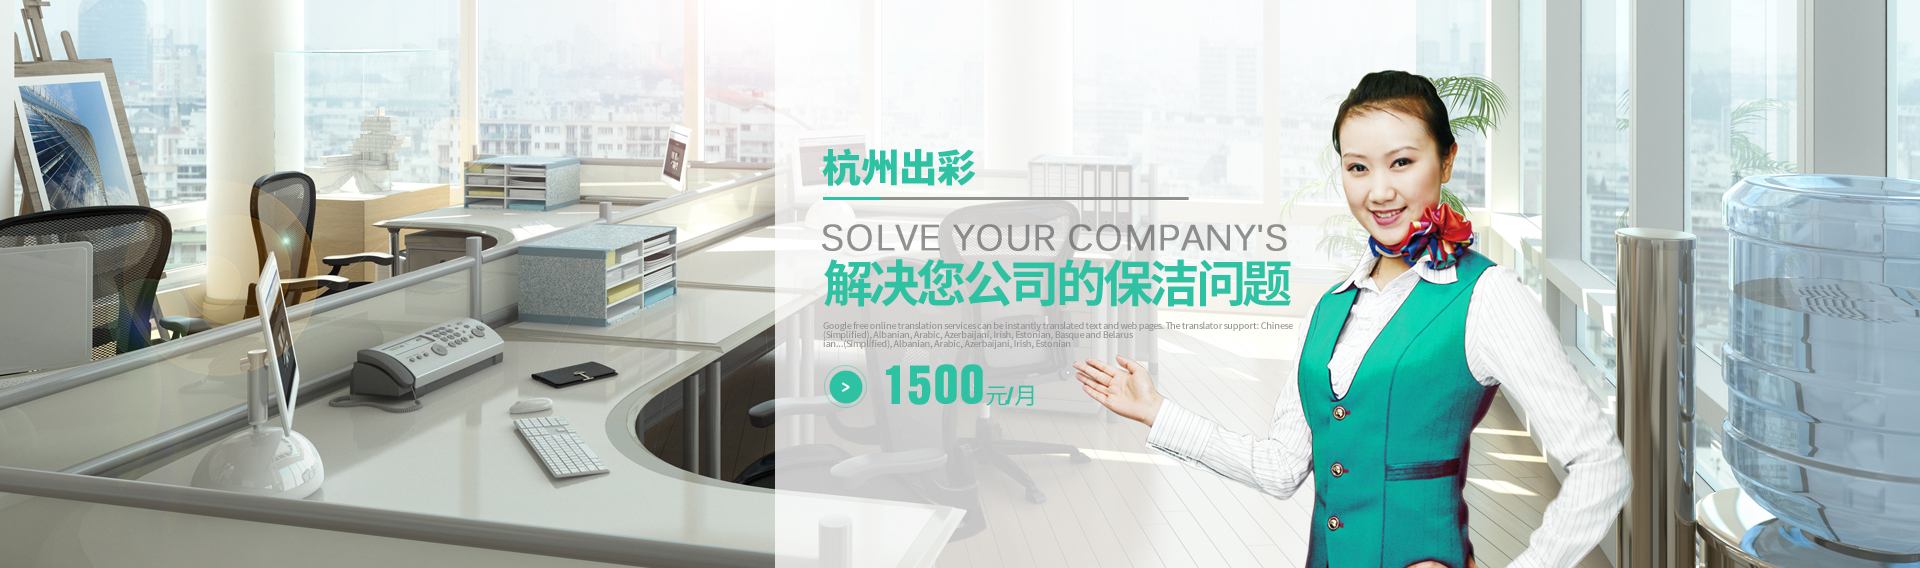 杭州出彩
SOLVE YOUR COMPANY'S
解决您公司的保洁问题
Google free online translation services can be instantly translated text and web pages. The translator support: Chinese
(Simplified), Albanian, Arabic, Azerbaijani, Irish, Estonian, Basque and Belarus
ian...(Simplified), Albanian, Arabic, Azerbaijani, Irish, Estonian
> 1500元/月